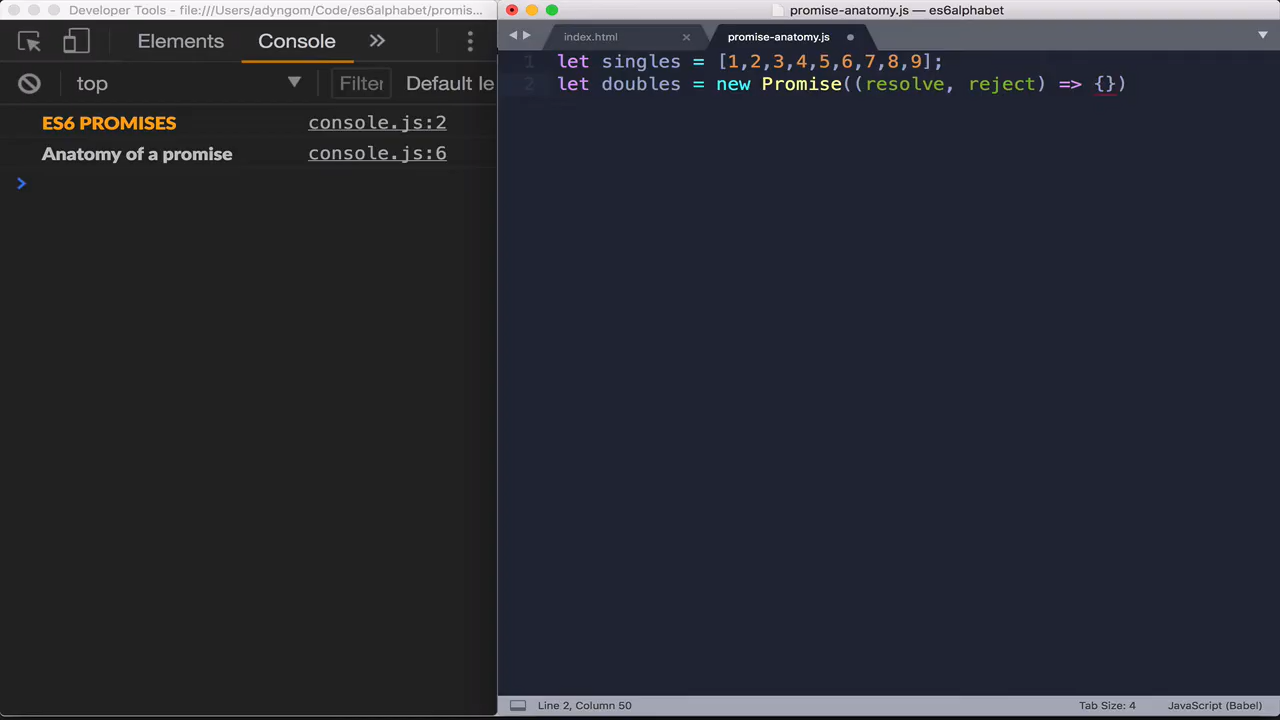 Developer Tools - file:///Users/adyngom/Code/es6alphabet/promis...
Elements
Console
top
Filter
Default le
ES6 PROMISES console.js:2
Anatomy of a promise console.js:6
promise-anatomy.js — es6alphabet
index.html
promise-anatomy.js
1 let singles = [1,2,3,4,5,6,7,8,9];
2 let doubles = new Promise((resolve, reject) => {})
Line 2, Column 50
Tab Size: 4
JavaScript (Babel)